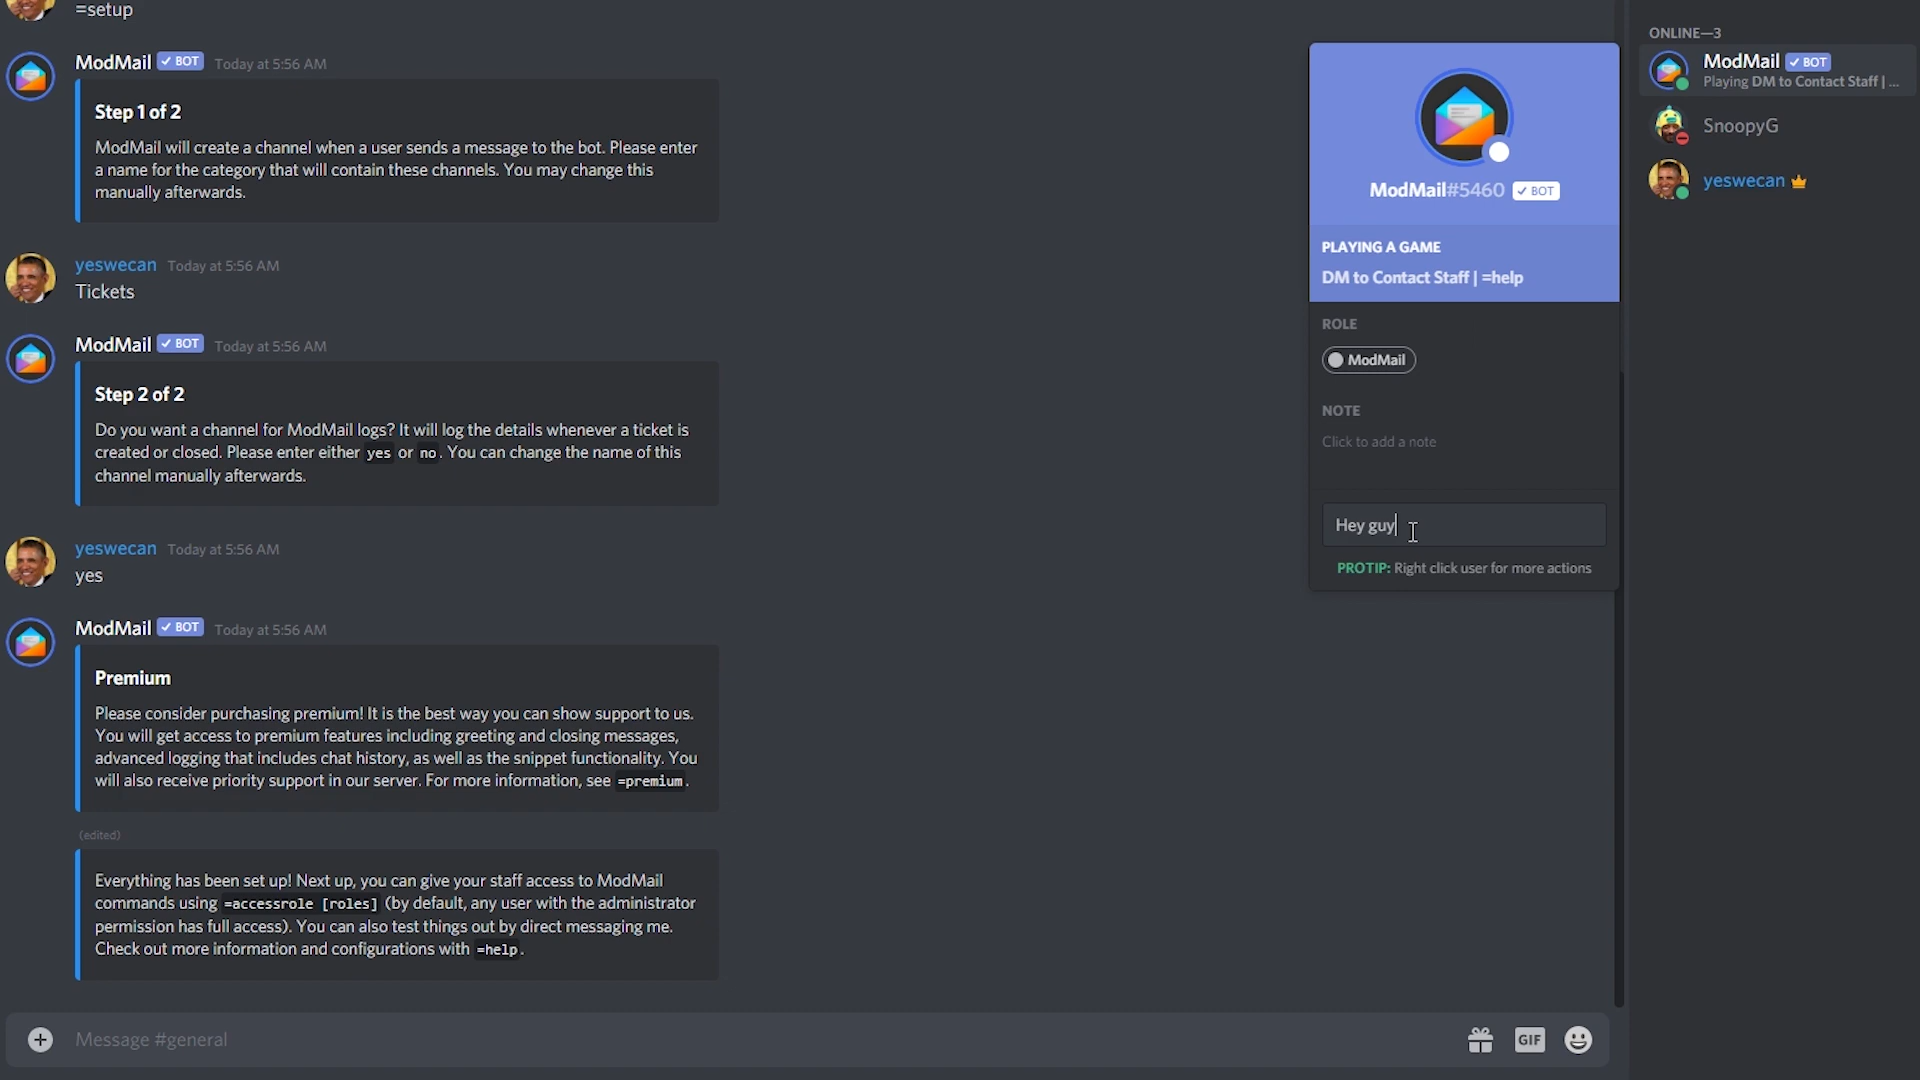 =setup
ModMail ✓ BOT Today at 5:56 AM
Step 1 of 2
ModMail will create a channel when a user sends a message to the bot. Please enter
a name for the category that will contain these channels. You may change this
manually afterwards.
yeswecan Today at 5:56 AM
Tickets
ModMail ✓ BOT Today at 5:56 AM
Step 2 of 2
Do you want a channel for ModMail logs? It will log the details whenever a ticket is
created or closed. Please enter either yes or no. You can change the name of this
channel manually afterwards.
yeswecan Today at 5:56 AM
yes
ModMail ✓ BOT Today at 5:56 AM
Premium
Please consider purchasing premium! It is the best way you can show support to us.
You will get access to premium features including greeting and closing messages,
advanced logging that includes chat history, as well as the snippet functionality. You
will also receive priority support in our server. For more information, see =premium.
(edited)
Everything has been set up! Next up, you can give your staff access to ModMail
commands using =accessrole [roles] (by default, any user with the administrator
permission has full access). You can also test things out by direct messaging me.
Check out more information and configurations with =help.
Message #general
GIF
ModMail#5460 ✓ BOT
PLAYING A GAME
DM to Contact Staff | =help
ROLE
ModMail
NOTE
Click to add a note
Hey guy
PROTIP: Right click user for more actions
ONLINE—3
ModMail ✓ BOT
Playing DM to Contact Staff | ...
SnoopyG
yeswecan